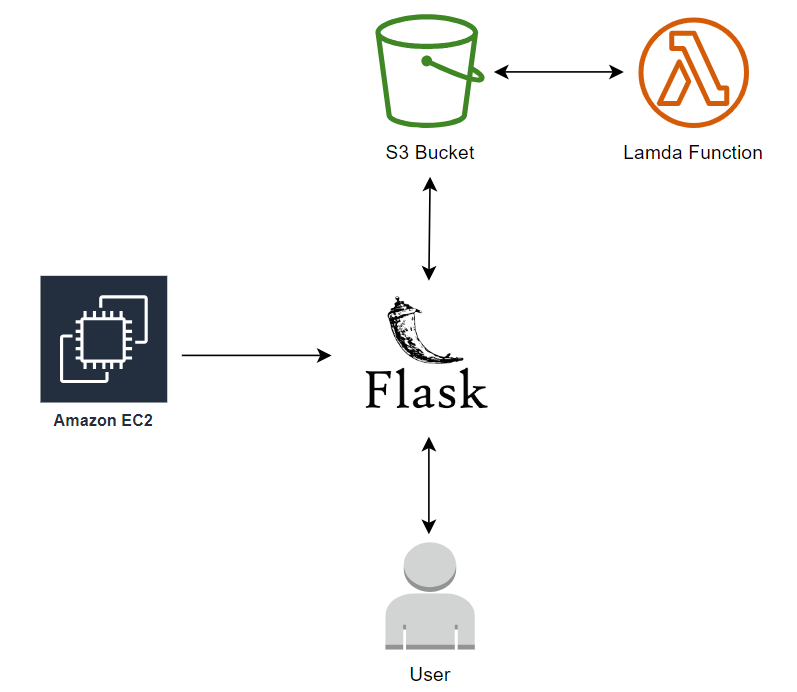 S3 Bucket
Lamda Function
Amazon EC2
Flask
User